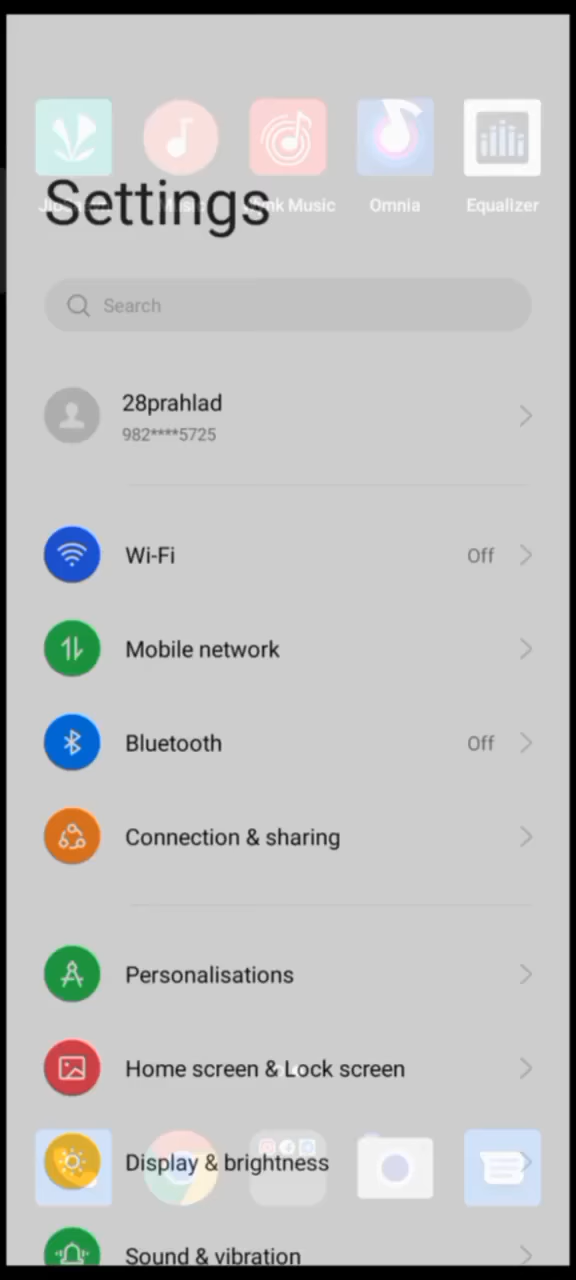 Omnia
Equalizer
Settings
Search
28prahlad
982****5725
Wi-Fi Off
Mobile network
Bluetooth Off
Connection & sharing
Personalisations
Home screen & Lock screen
Display & brightness
Sound & vibration